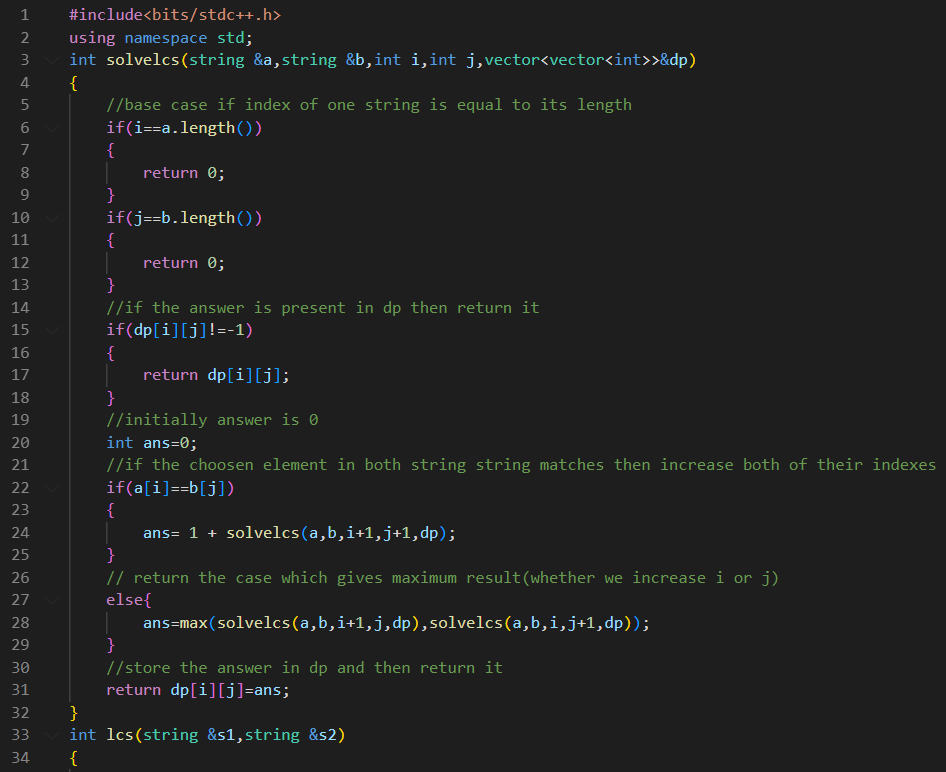 1 #include<bits/stdc++.h>
2 using namespace std;
3 int solvelcs(string &a,string &b,int i,int j,vector<vector<int>>&dp)
4 {
5 //base case if index of one string is equal to its length
6 if(i==a.length())
7 {
8 return 0;
9 }
10 if(j==b.length())
11 {
12 return 0;
13 }
14 //if the answer is present in dp then return it
15 if(dp[i][j]!=-1)
16 {
17 return dp[i][j];
18 }
19 //initially answer is 0
20 int ans=0;
21 //if the choosen element in both string string matches then increase both of their indexes
22 if(a[i]==b[j])
23 {
24 ans= 1 + solvelcs(a,b,i+1,j+1,dp);
25 }
26 // return the case which gives maximum result(whether we increase i or j)
27 else{
28 ans=max(solvelcs(a,b,i+1,j,dp),solvelcs(a,b,i,j+1,dp));
29 }
30 //store the answer in dp and then return it
31 return dp[i][j]=ans;
32 }
33 int lcs(string &s1,string &s2)
34 {